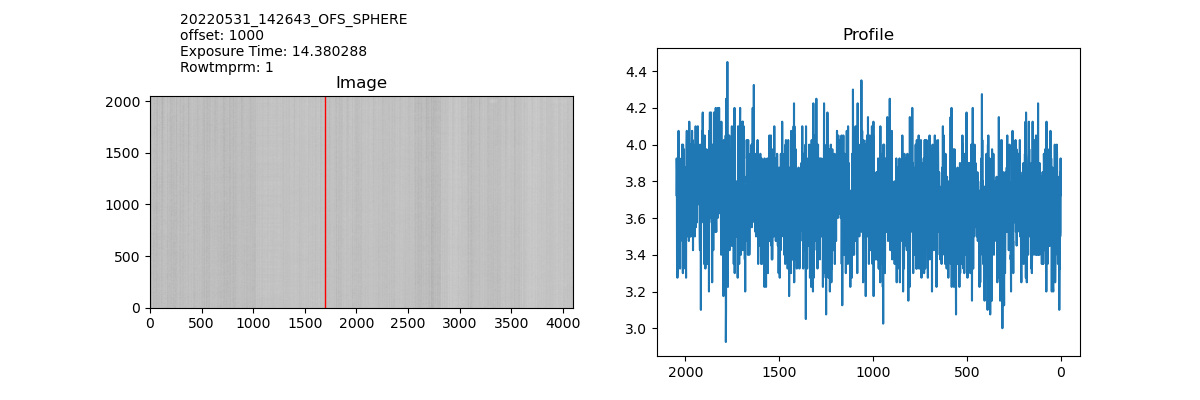 20220531_142643_OFS_SPHERE
offset: 1000
Exposure Time: 14.380288
Rowtmprm: 1
Image
2000
1500
1000
500
0
0 500 1000 1500 2000 2500 3000 3500 4000
Profile
4.4
4.2
4.0
3.8
3.6
3.4
3.2
3.0
2000 1500 1000 500 0